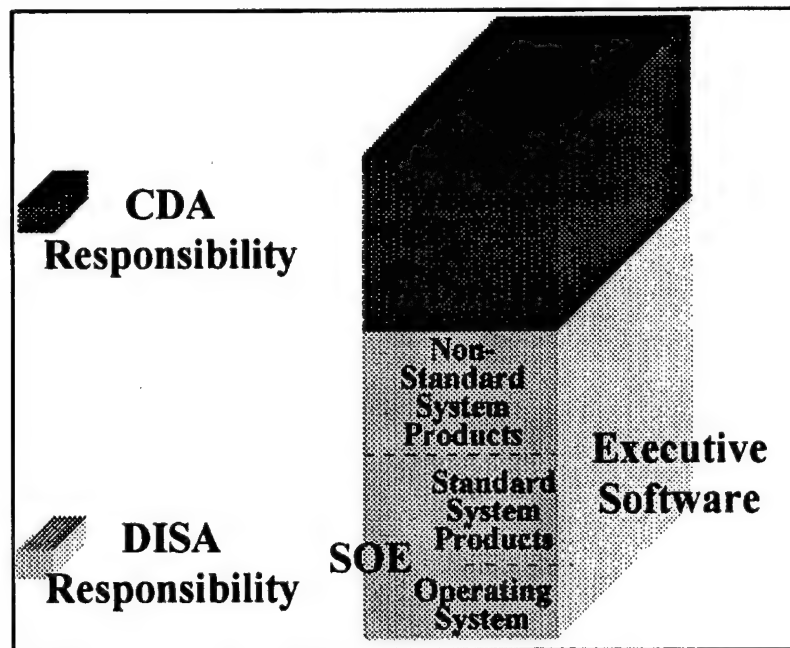 CDA
Responsibility
Non-
Standard
System
Products
Executive
Software
Standard
System
Products
DISA
Responsibility
SOE
Operating
System